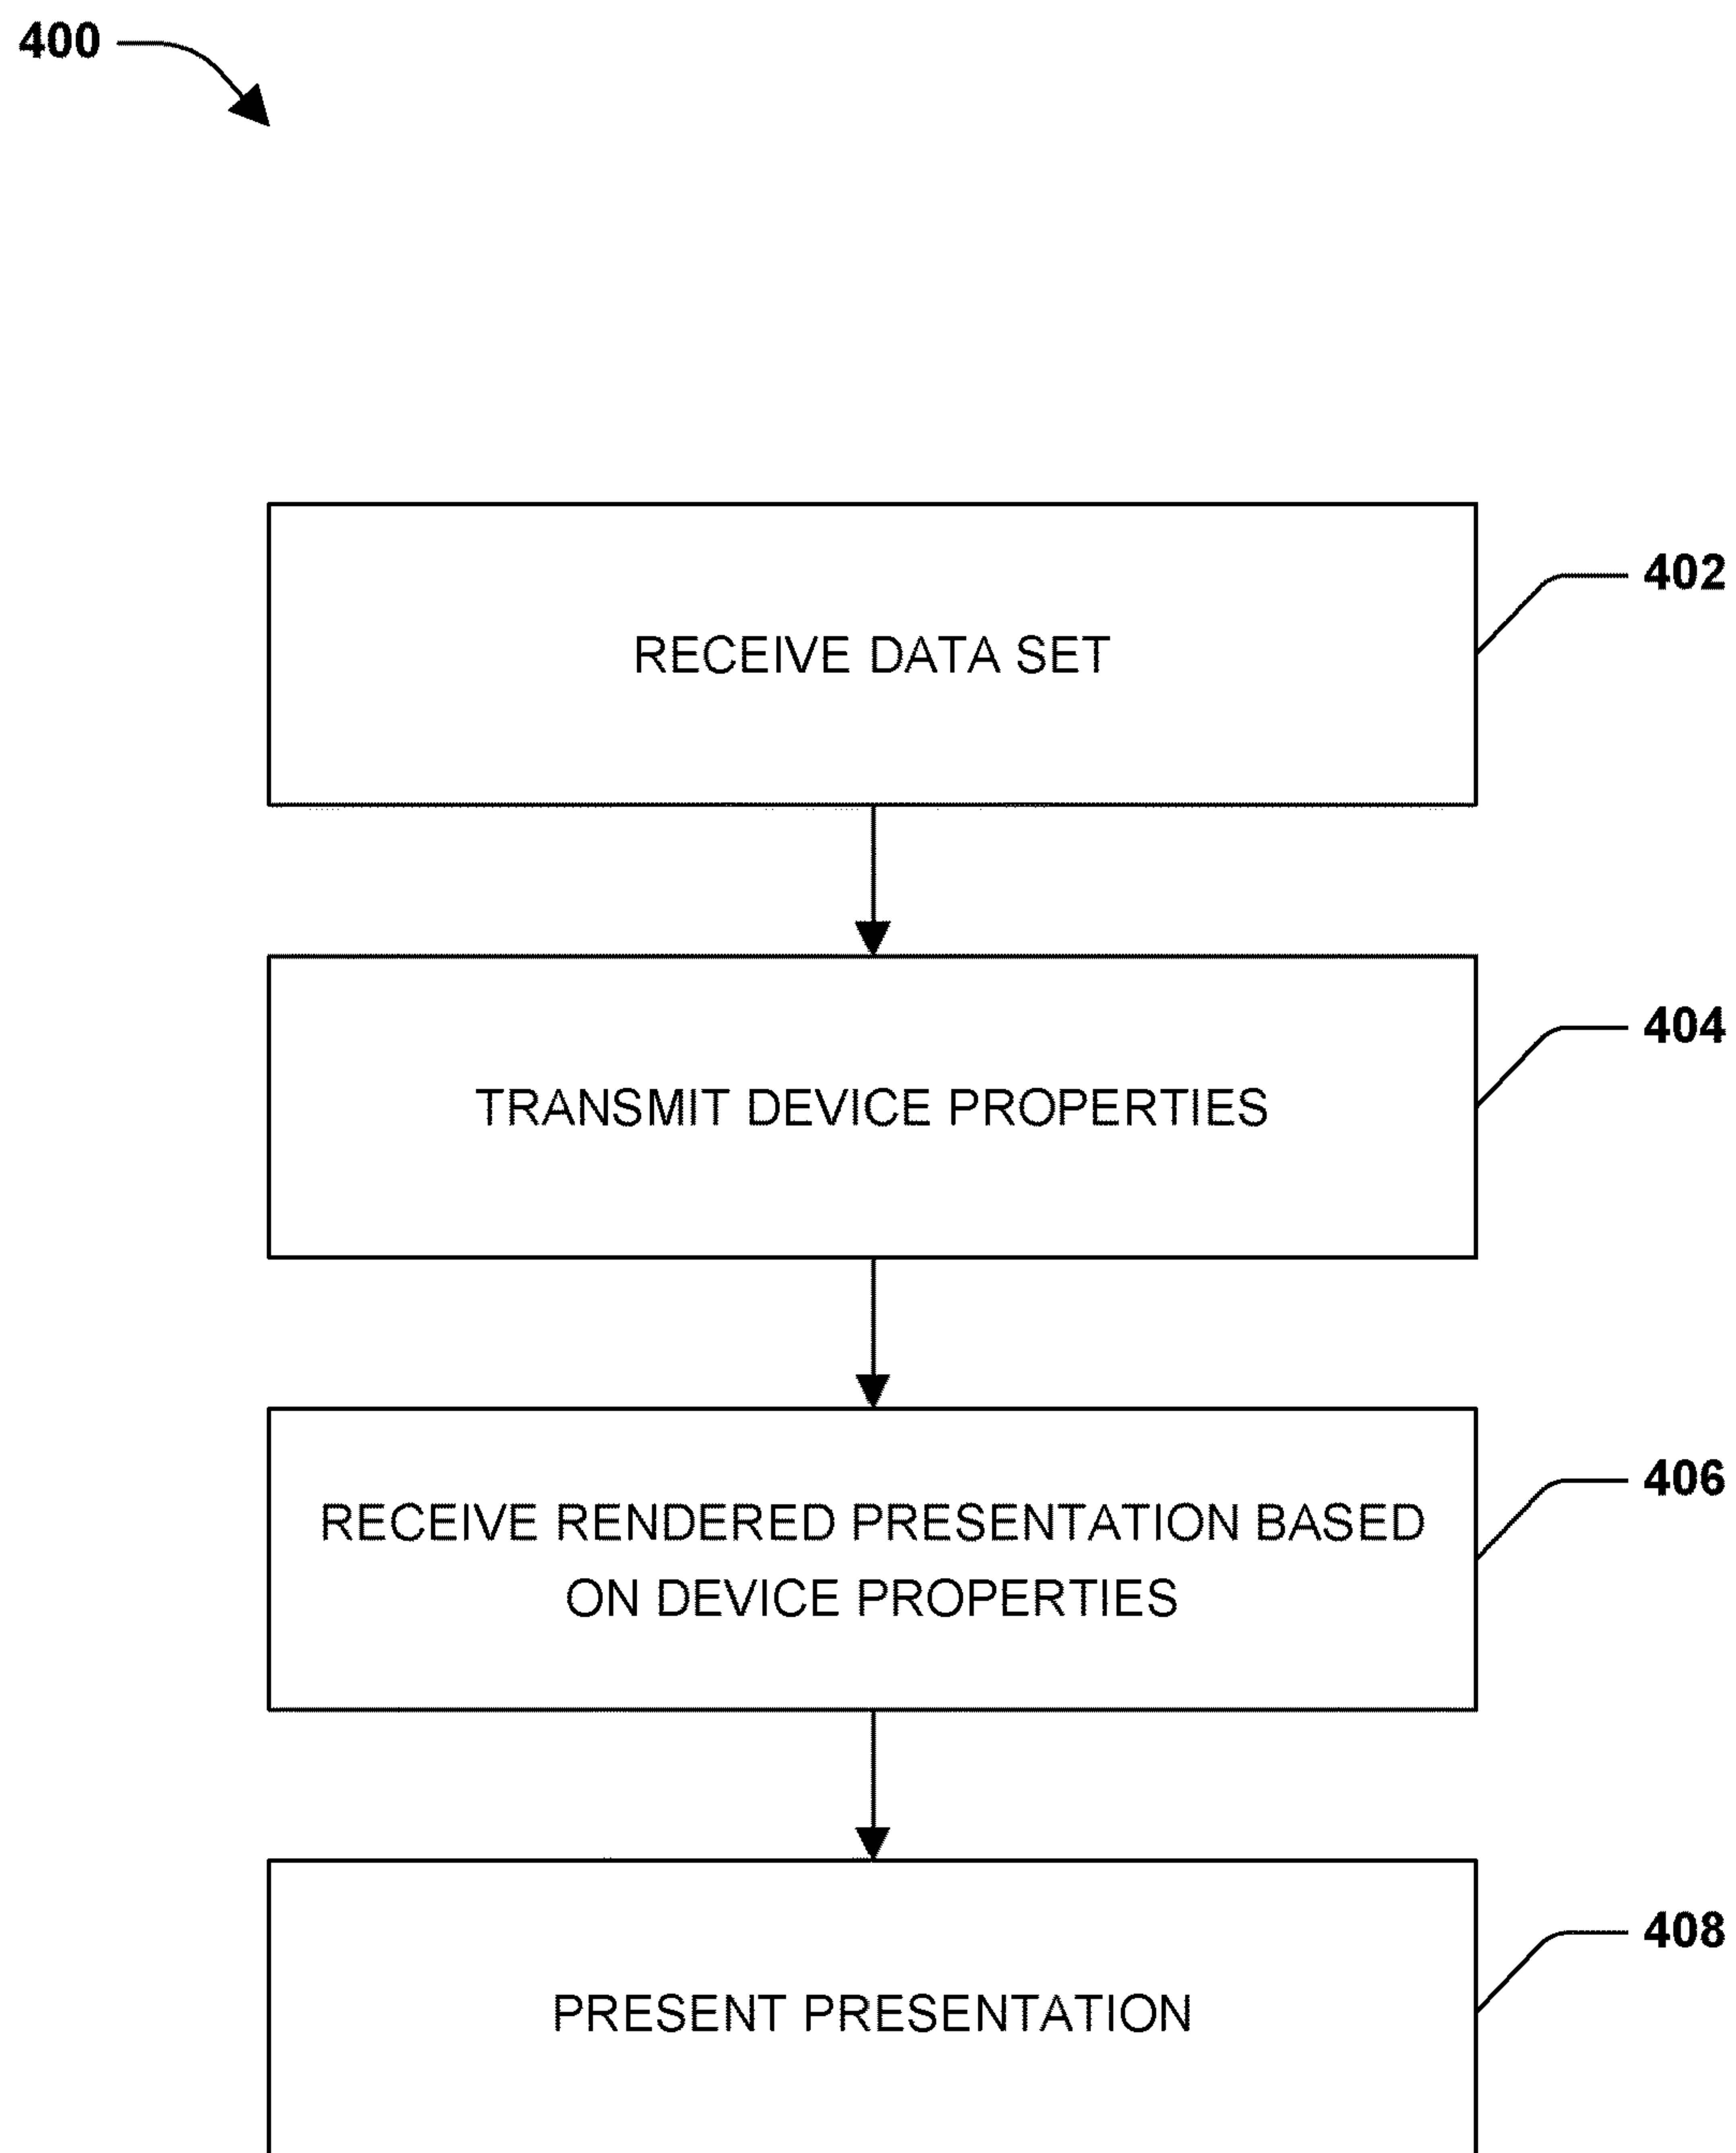 400
402
RECEIVE DATA SET
404
TRANSMIT DEVICE PROPERTIES
406
RECEIVE RENDERED PRESENTATION BASED
ON DEVICE PROPERTIES
408
PRESENT PRESENTATION